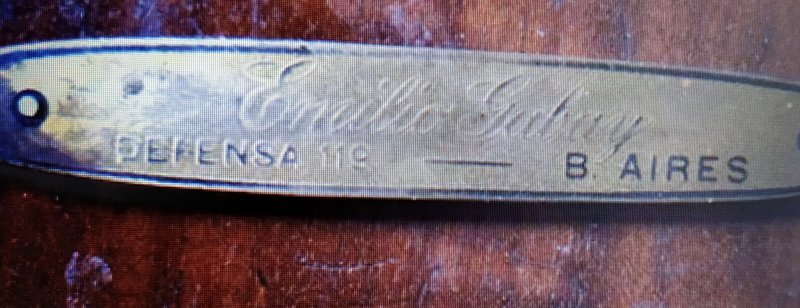 Emilio Gabay
DEFENSA 119 — B. AIRES